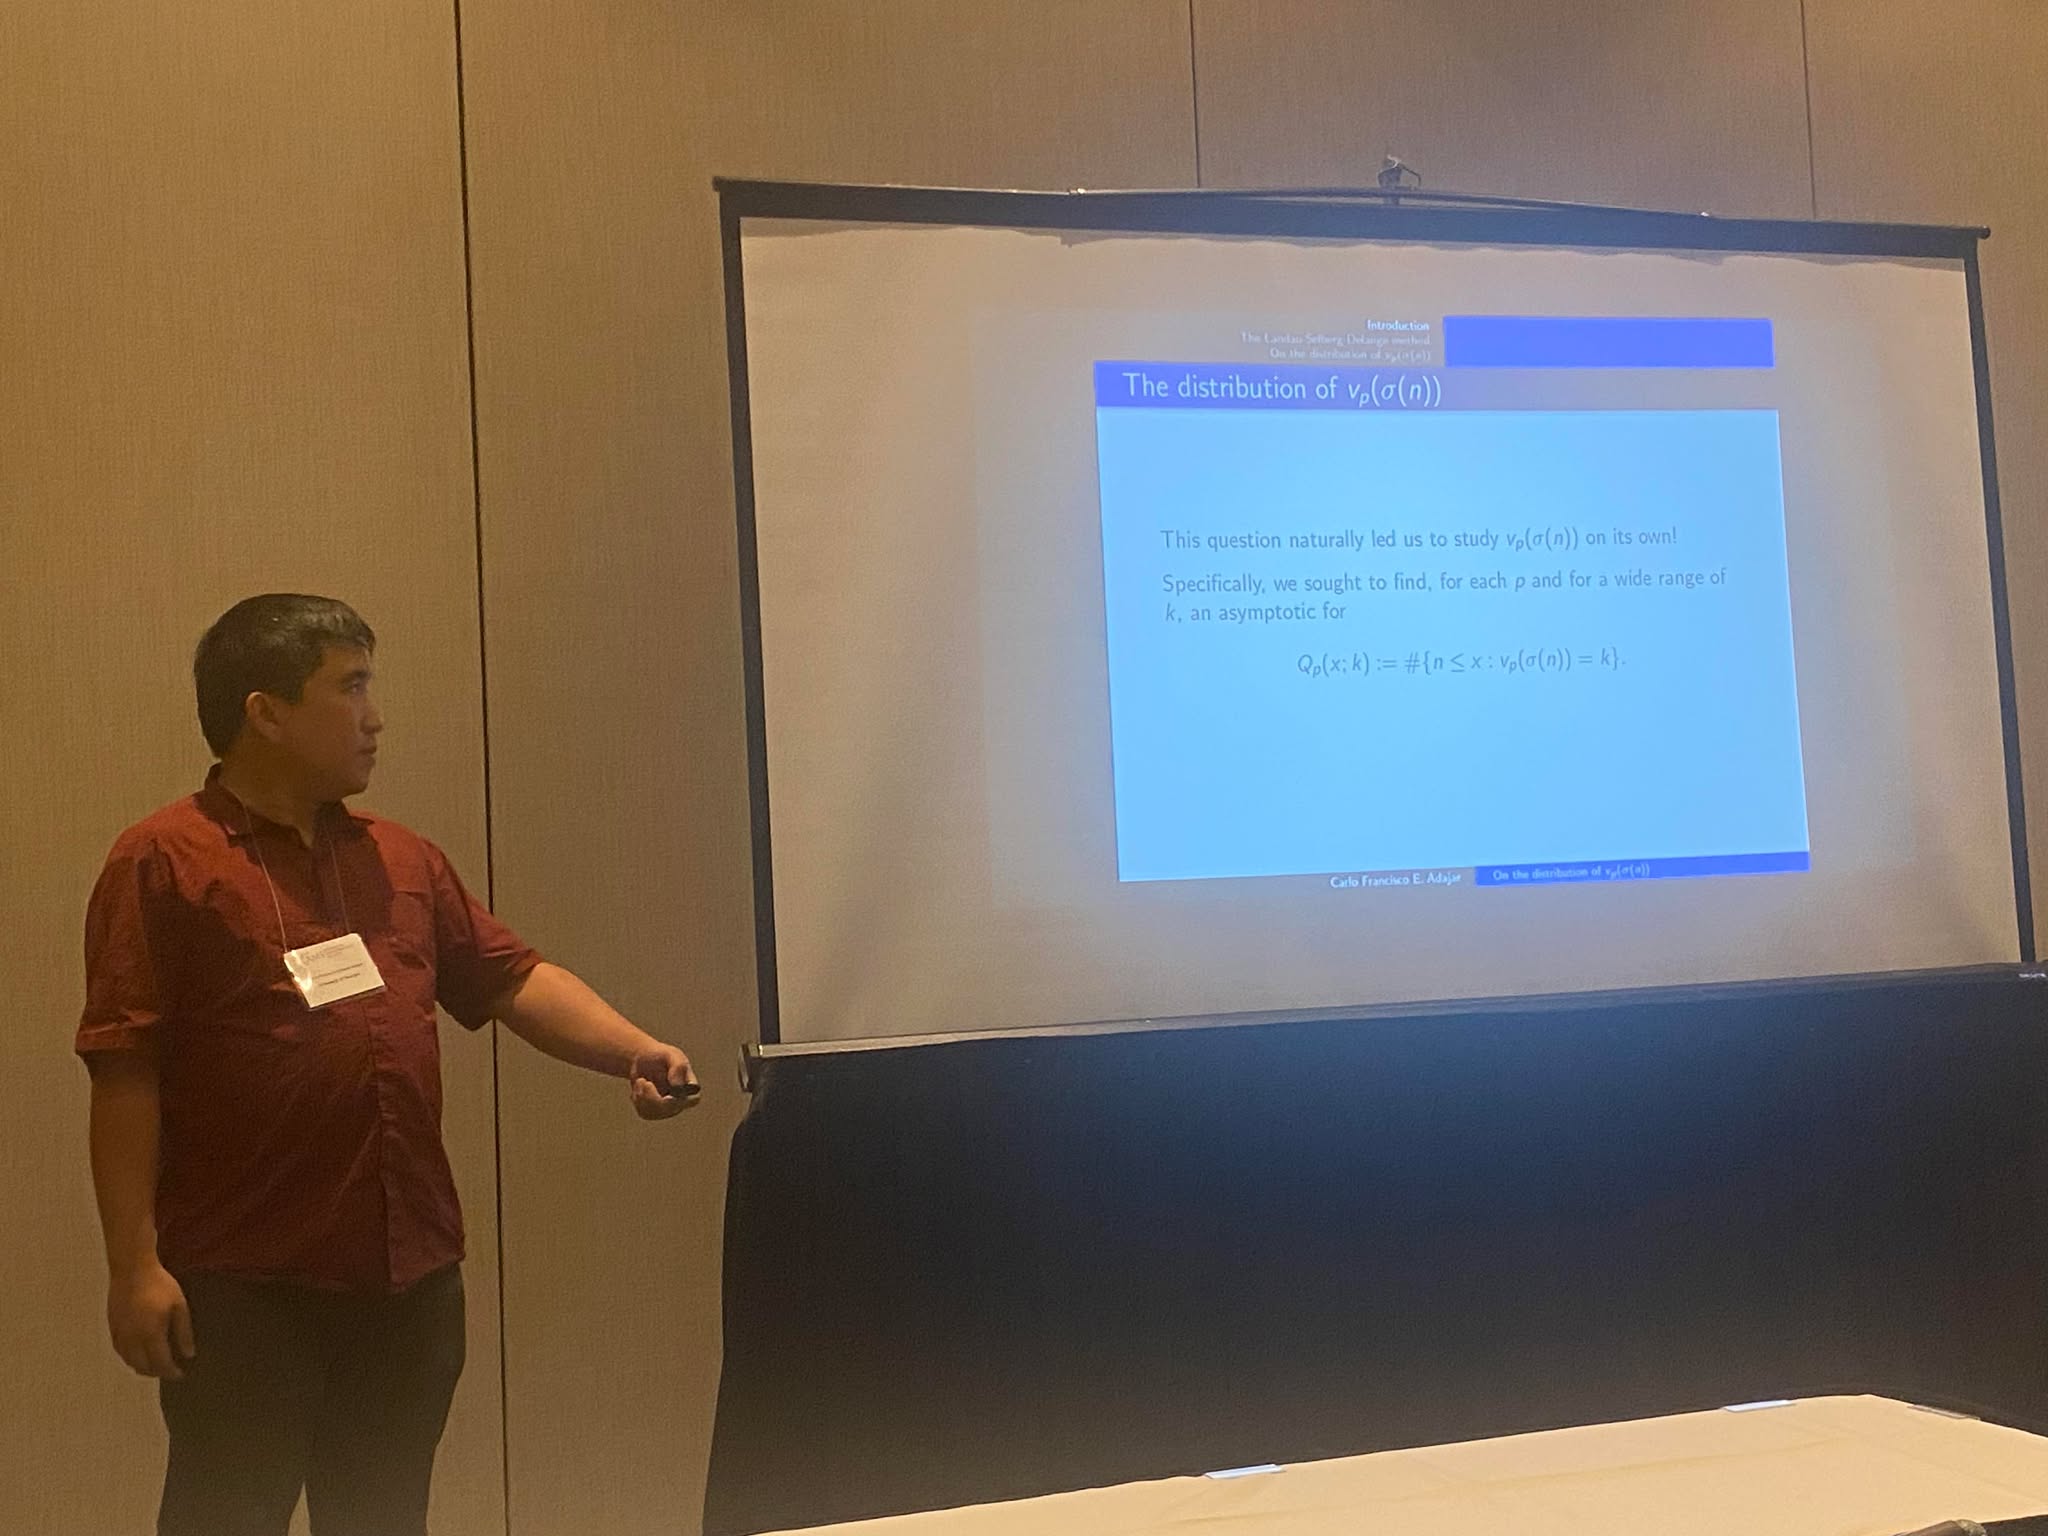 Introduction
The Landau-Selberg-Delange method
On the distribution of vₚ(σ(n))
The distribution of vₚ(σ(n))
This question naturally led us to study vₚ(σ(n)) on its own!
Specifically, we sought to find, for each p and for a wide range of
k, an asymptotic for
Qₚ(x; k) := #{n ≤ x : vₚ(σ(n)) = k}.
Carlo Francisco E. Adajar
On the distribution of vₚ(σ(n))